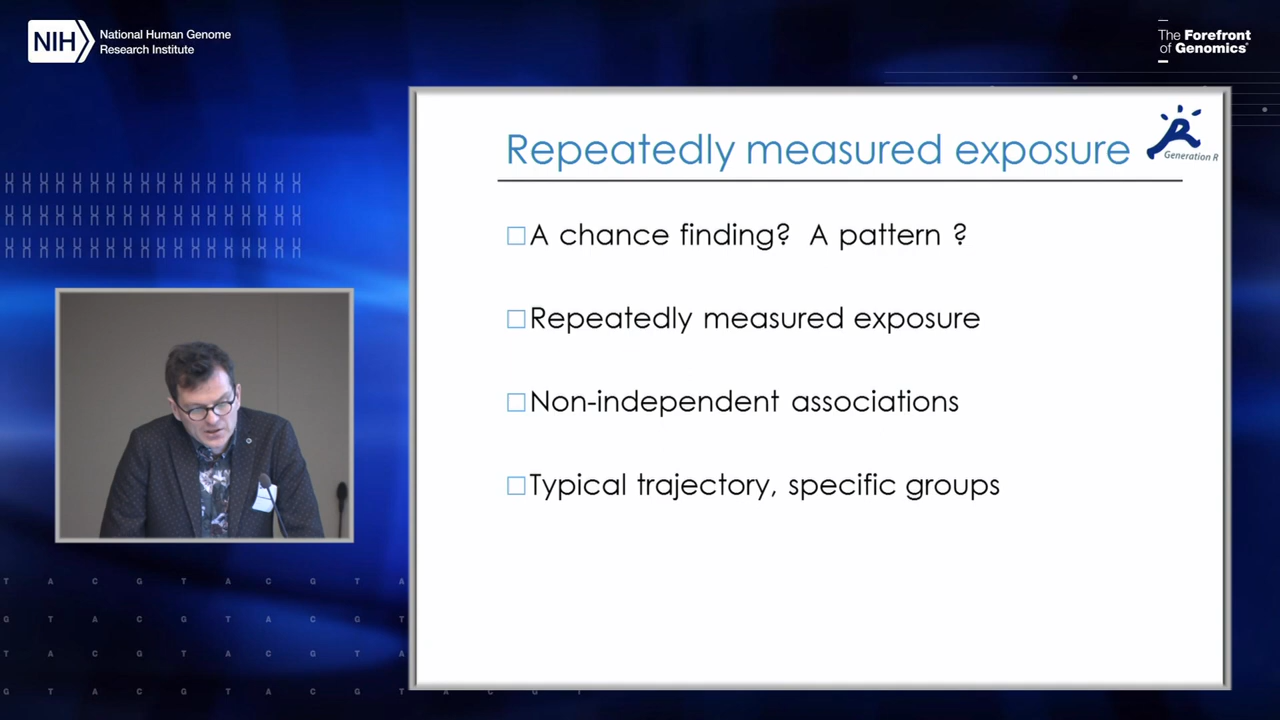 NIH
National Human Genome
Research Institute
The Forefront
of Genomics®
Repeatedly measured exposure
Generation R
A chance finding? A pattern ?
Repeatedly measured exposure
Non-independent associations
Typical trajectory, specific groups
T A C G T A C G T A
G T A C G T A C G T
T A C G T A C G T A
G T A C G T A C G T A C G T